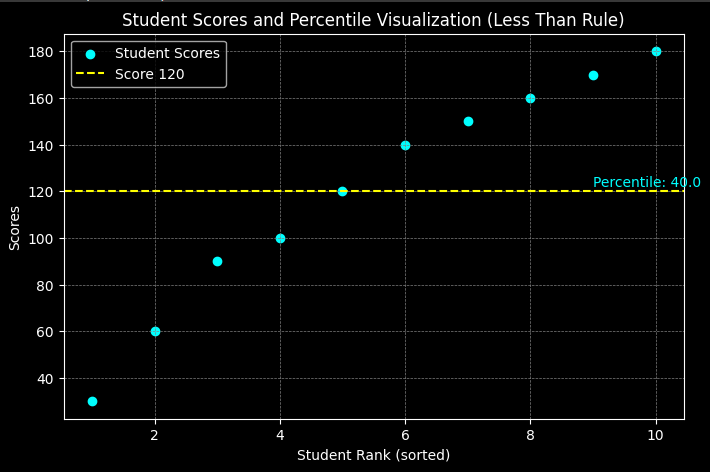 Student Scores and Percentile Visualization (Less Than Rule)
Student Scores
Score 120
180
160
140
120
100
80
60
40
Percentile: 40.0
Scores
2
4
6
8
10
Student Rank (sorted)